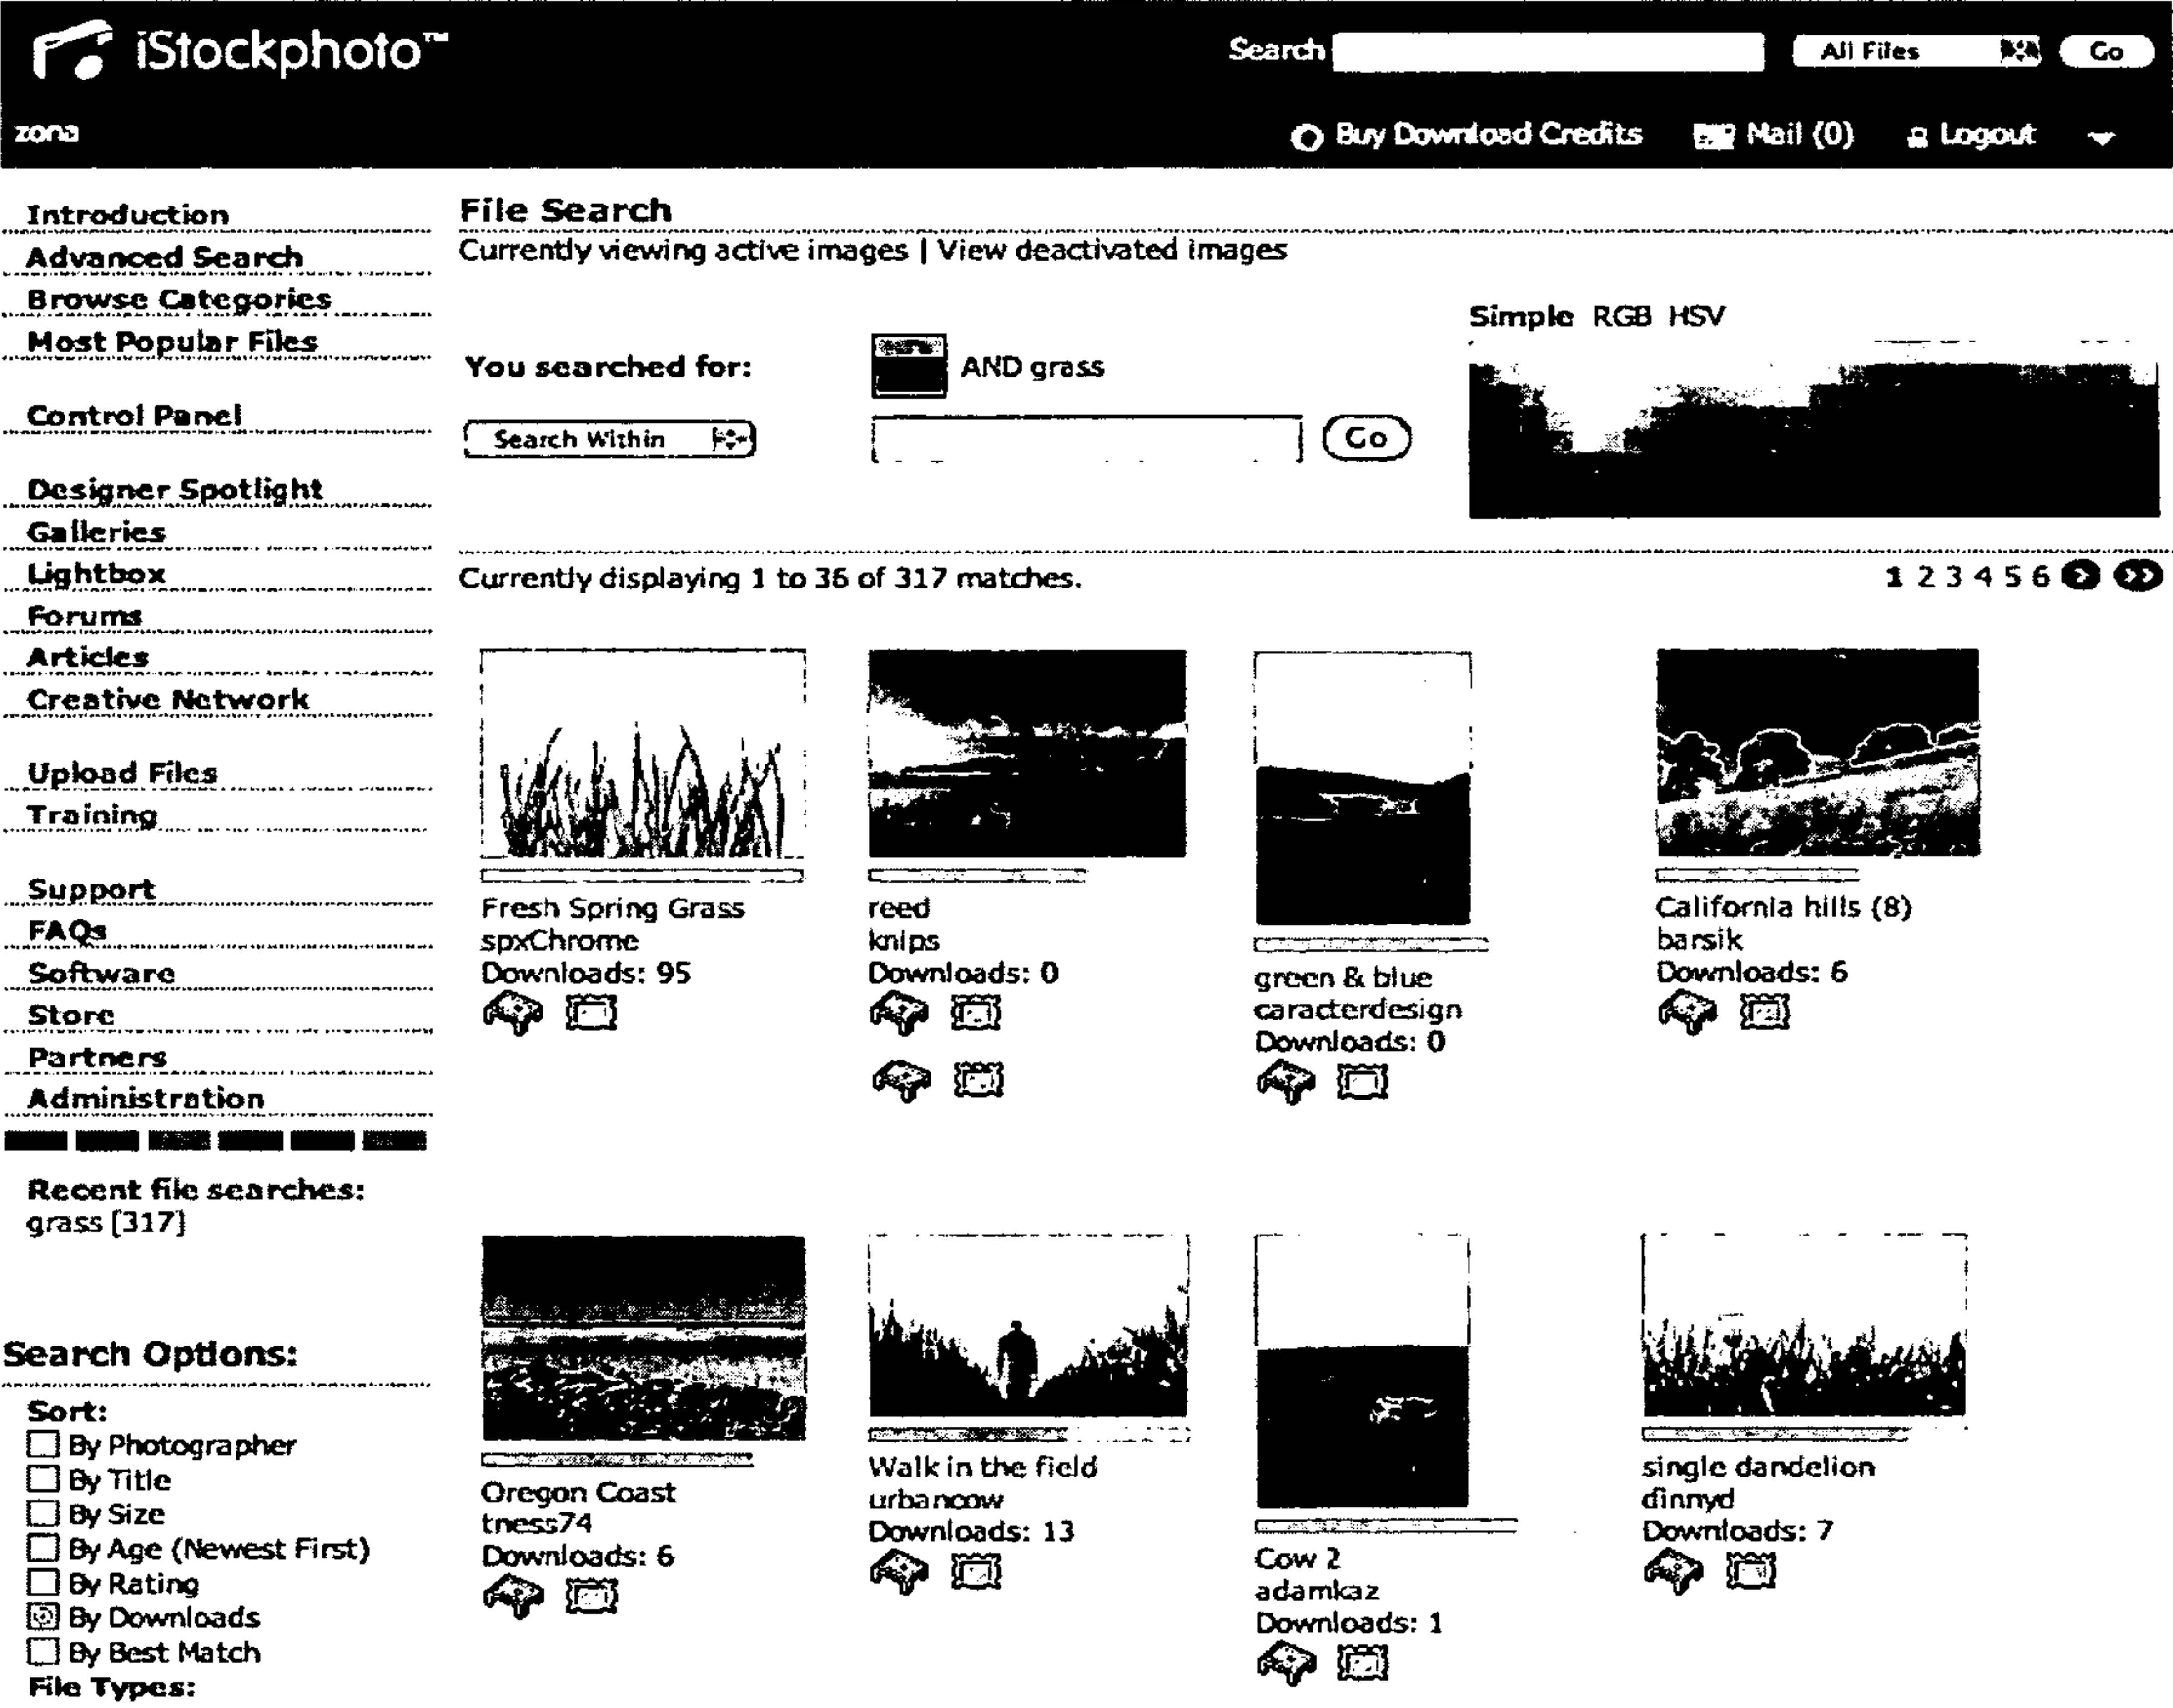 iStockphoto™
Search
All Files
Go
zona
Buy Download Credits
Mail (0)
Logout
Introduction
Advanced Search
Browse Categories
Most Popular Files
Control Panel
Designer Spotlight
Galleries
Lightbox
Forums
Articles
Creative Network
Upload Files
Training
Support
FAQs
Software
Store
Partners
Administration
Recent file searches:
grass [317]
Search Options:
Sort:
By Photographer
By Title
By Size
By Age (Newest First)
By Rating
By Downloads
By Best Match
File Types:
File Search
Currently viewing active images | View deactivated images
You searched for:
AND grass
Search Within
Go
Simple RGB HSV
Currently displaying 1 to 36 of 317 matches.
1 2 3 4 5 6
Fresh Spring Grass
spxChrome
Downloads: 95
reed
knips
Downloads: 0
green & blue
caracterdesign
Downloads: 0
California hills (8)
barsik
Downloads: 6
Oregon Coast
tness74
Downloads: 6
Walk in the field
urbancow
Downloads: 13
Cow 2
adamkaz
Downloads: 1
single dandelion
dinnyd
Downloads: 7